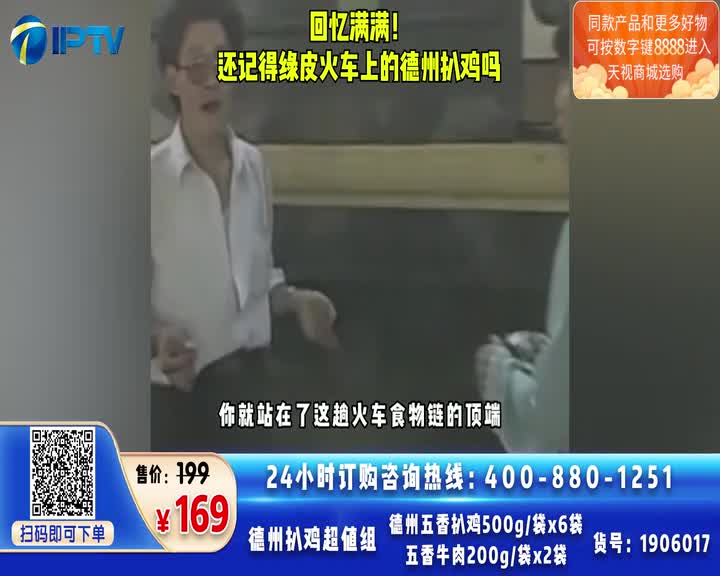 IPTV
回忆满满!
还记得绿皮火车上的德州扒鸡吗
同款产品和更多好物
可按数字键8888进入
天视商城选购
你就站在了这趟火车食物链的顶端
扫码即可下单
售价: 199
¥169
24小时订购咨询热线: 400-880-1251
德州扒鸡超值组
德州五香扒鸡500g/袋x6袋
五香牛肉200g/袋x2袋
货号: 1906017